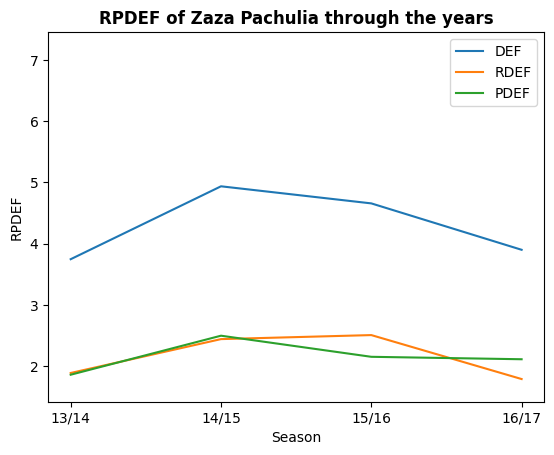 RPDEF of Zaza Pachulia through the years
DEF
RDEF
PDEF
RPDEF
7
6
5
4
3
2
13/14 14/15 15/16 16/17
Season